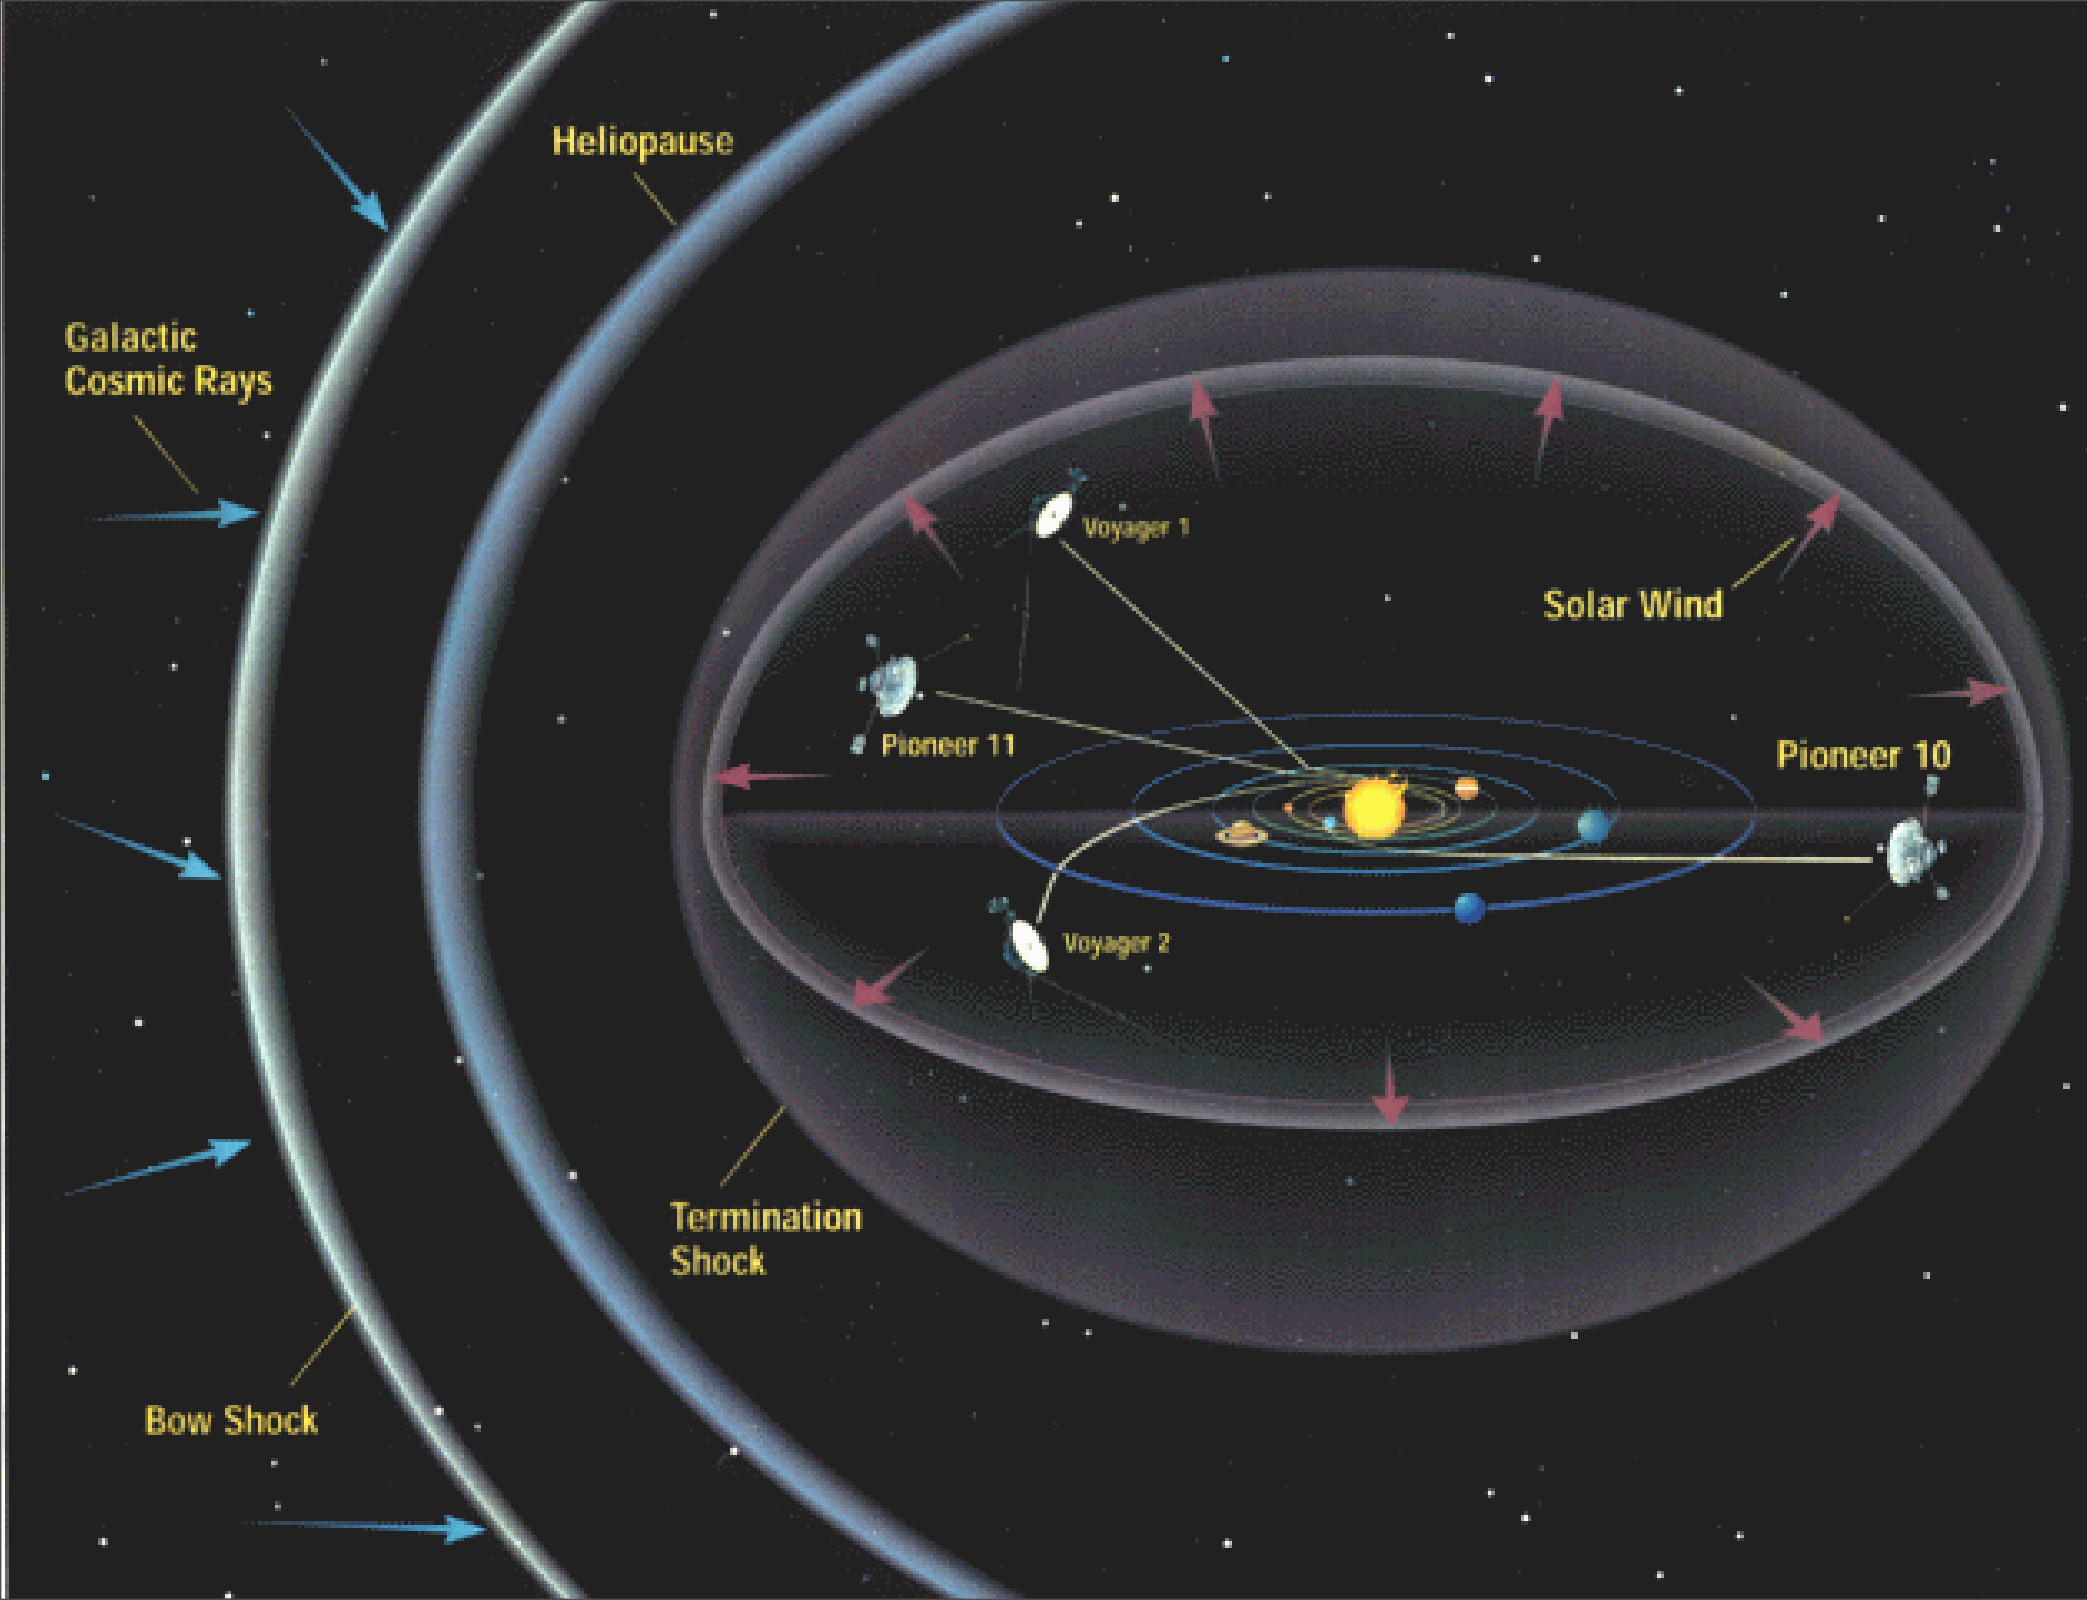 Heliopause
Galactic
Cosmic Rays
Voyager 1
Solar Wind
Pioneer 11
Pioneer 10
Voyager 2
Termination
Shock
Bow Shock